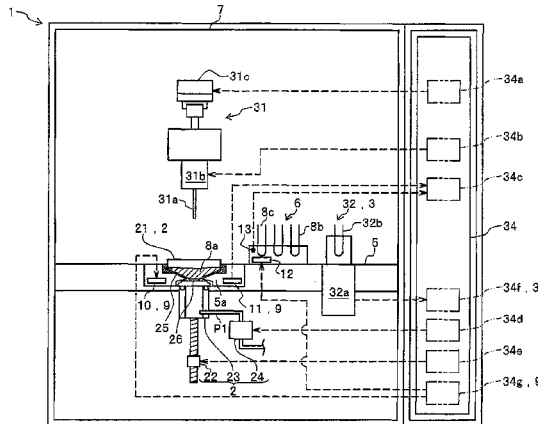 1
7
31c
34a
31
34b
31b
34c
31a
8c
6
8b
32, 3
32b
13
5
34
21, 2
8a
12
32a
34f, 3
10, 9
5a
11, 9
25
26
P1
34d
34e
22
23
24
2
34g, 9